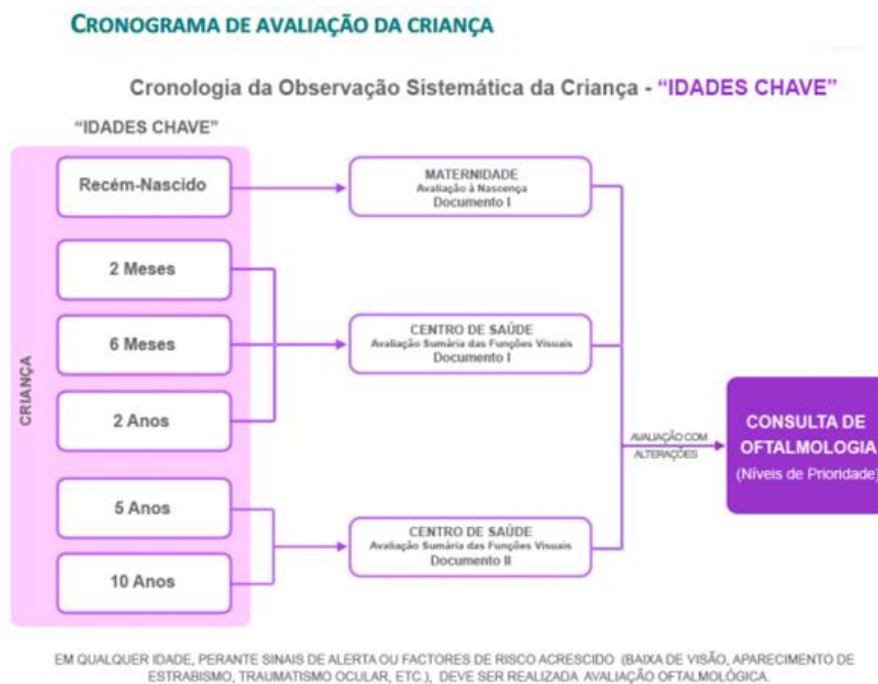 CRONOGRAMA DE AVALIAÇÃO DA CRIANÇA
Cronologia da Observação Sistemática da Criança - “IDADES CHAVE”
“IDADES CHAVE”
CRIANÇA
Recém-Nascido
2 Meses
6 Meses
2 Anos
5 Anos
10 Anos
MATERNIDADE
Avaliação à Nascença
Documento I
CENTRO DE SAÚDE
Avaliação Sumária das Funções Visuais
Documento I
CENTRO DE SAÚDE
Avaliação Sumária das Funções Visuais
Documento II
AVALIAÇÃO COM
ALTERAÇÕES
CONSULTA DE
OFTALMOLOGIA
(Níveis de Prioridade)
EM QUALQUER IDADE, PERANTE SINAIS DE ALERTA OU FACTORES DE RISCO ACRESCIDO (BAIXA DE VISÃO, APARECIMENTO DE
ESTRABISMO, TRAUMATISMO OCULAR, ETC.), DEVE SER REALIZADA AVALIAÇÃO OFTALMOLÓGICA.